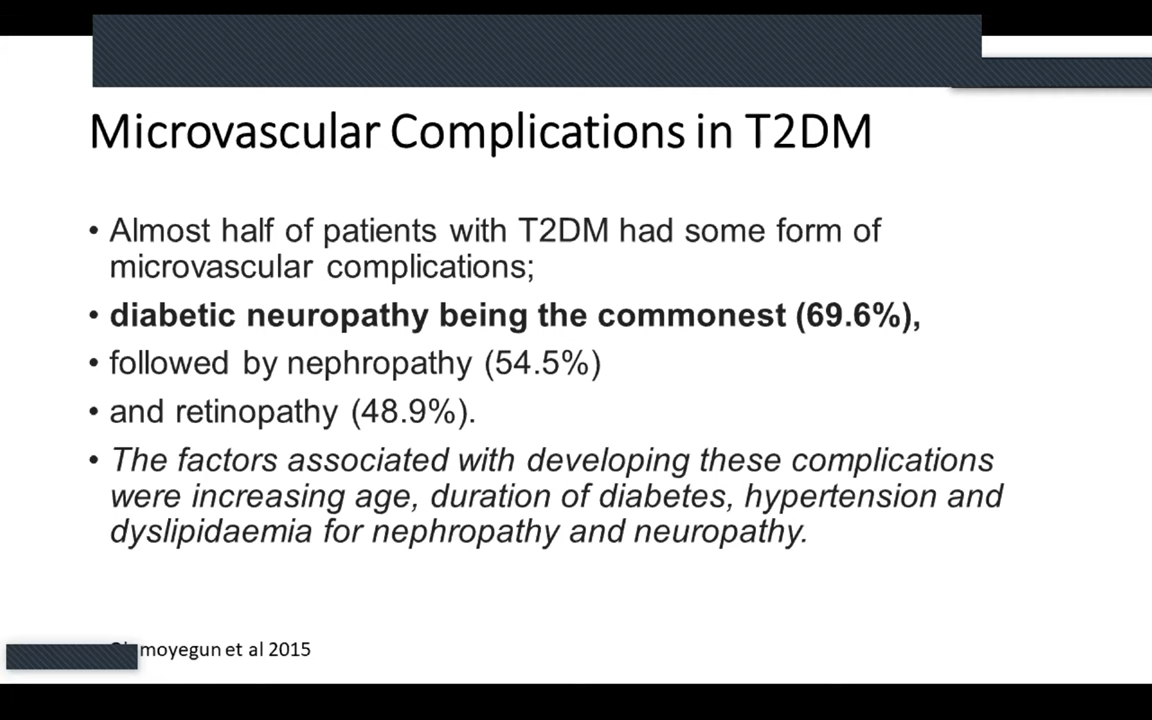 Microvascular Complications in T2DM
• Almost half of patients with T2DM had some form of
microvascular complications;
• diabetic neuropathy being the commonest (69.6%),
• followed by nephropathy (54.5%)
• and retinopathy (48.9%).
• The factors associated with developing these complications
were increasing age, duration of diabetes, hypertension and
dyslipidaemia for nephropathy and neuropathy.
et al 2015